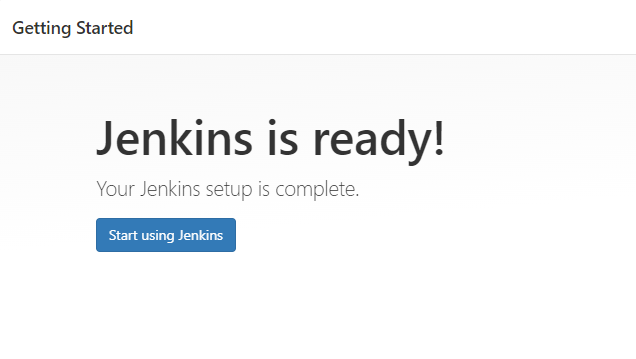 Getting Started
Jenkins is ready!
Your Jenkins setup is complete.
Start using Jenkins